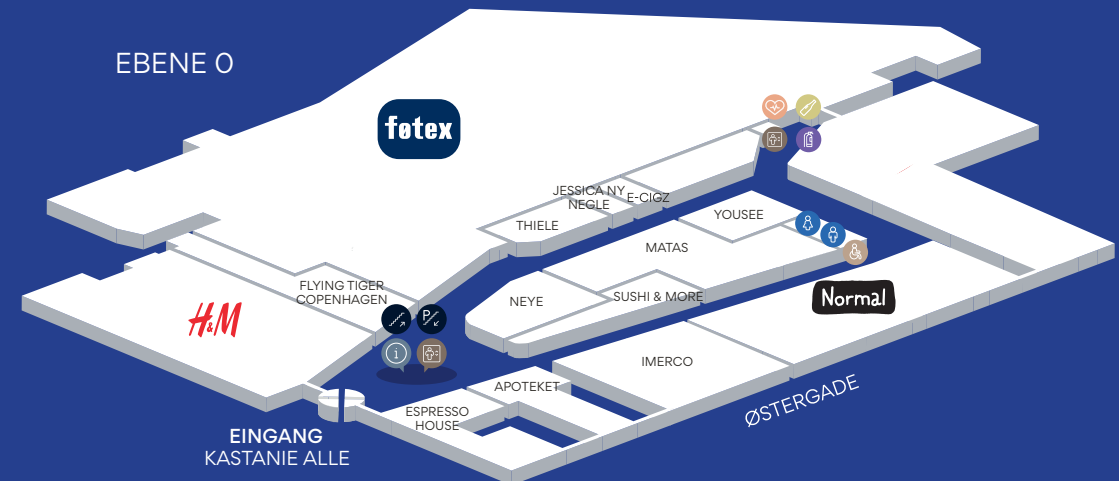 EBENE 0
føtex
JESSICA NY
NEGLE
E-CIGZ
THIELE
YOUSEE
MATAS
FLYING TIGER
COPENHAGEN
NEYE
SUSHI & MORE
Normal
H&M
P
i
IMERCO
APOTEKET
ØSTERGADE
ESPRESSO
HOUSE
EINGANG
KASTANIE ALLE